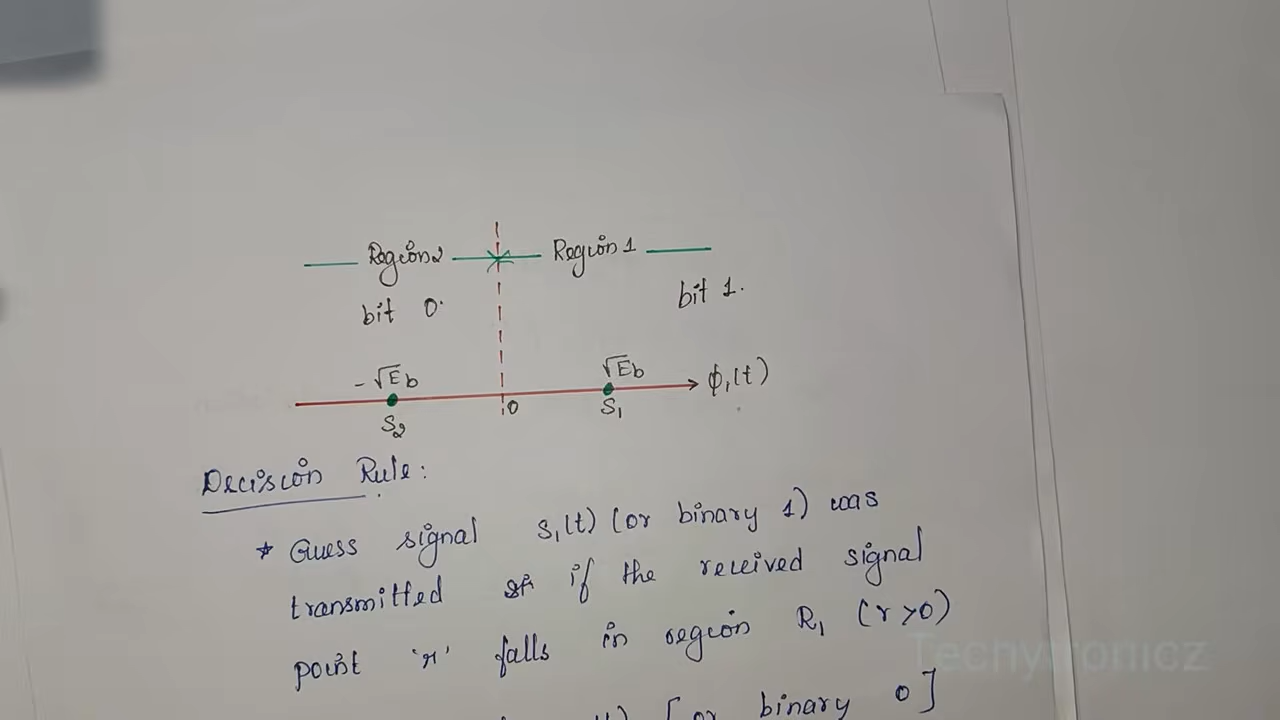 Region 2 Region 1
bit 0. bit 1.
-√Eb √Eb ϕ₁(t)
S₂ 0 S₁
Decision Rule:
* Guess signal s₁(t) (or binary 1) was
transmitted if the received signal
point 'r' falls in region R₁ (r>0)
[or binary 0]
Techytronicz